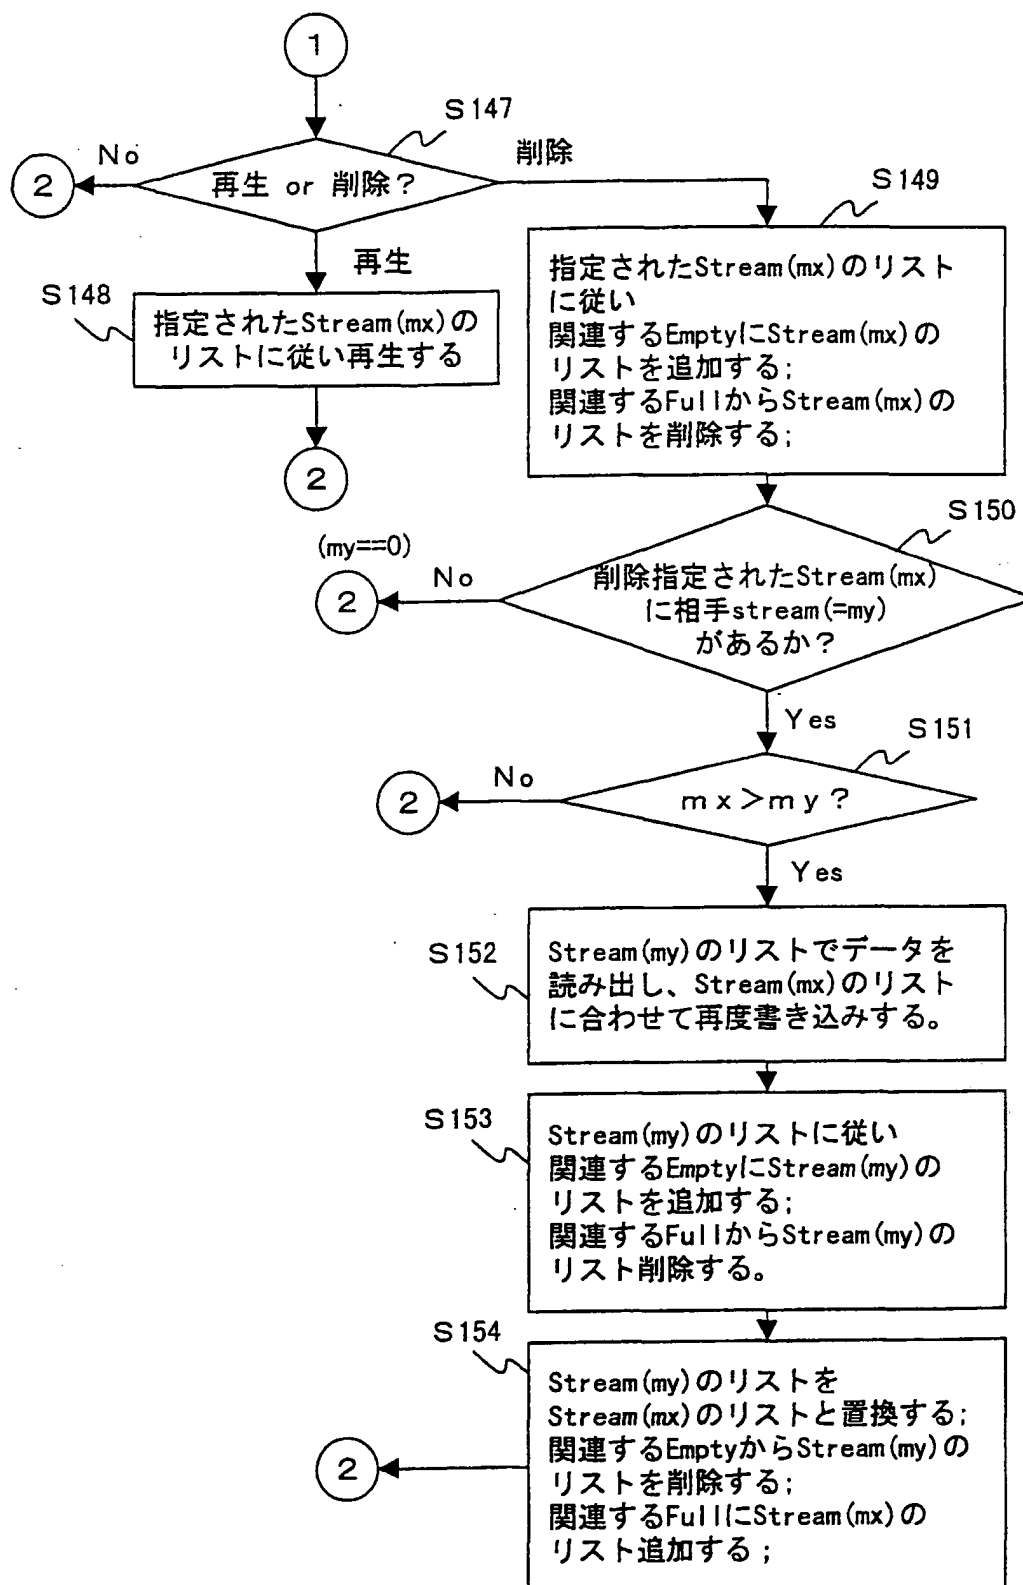 1
S147
No
削除
2
再生 or 削除？
S149
再生
S148
指定されたStream(mx)の
リストに従い再生する
指定されたStream(mx)のリスト
に従い
関連するEmptyにStream(mx)の
リストを追加する;
関連するFullからStream(mx)の
リストを削除する;
2
S150
(my==0)
No
2
削除指定されたStream(mx)
に相手stream(=my)
があるか？
Yes
S151
No
2
ｍｘ＞ｍｙ？
Yes
S152
Stream(my)のリストでデータを
読み出し、Stream(mx)のリスト
に合わせて再度書き込みする。
S153
Stream(my)のリストに従い
関連するEmptyにStream(my)の
リストを追加する;
関連するFullからStream(my)の
リスト削除する。
S154
Stream(my)のリストを
Stream(mx)のリストと置換する;
関連するEmptyからStream(my)の
リストを削除する;
関連するFullにStream(mx)の
リスト追加する;
2